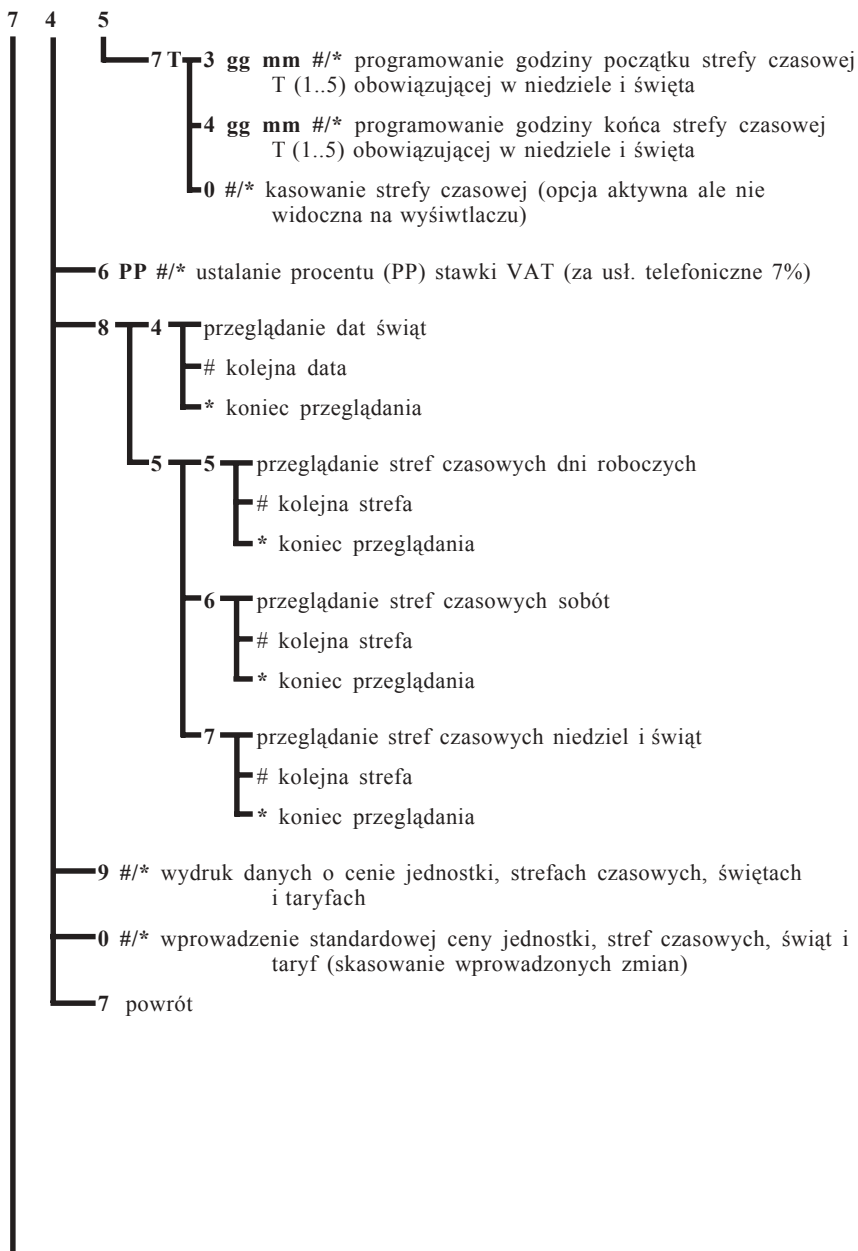 7 4 5
7 T 3 gg mm #/* programowanie godziny początku strefy czasowej
T (1..5) obowiązującej w niedziele i święta
4 gg mm #/* programowanie godziny końca strefy czasowej
T (1..5) obowiązującej w niedziele i święta
0 #/* kasowanie strefy czasowej (opcja aktywna ale nie
widoczna na wyśiwtlaczu)
6 PP #/* ustalanie procentu (PP) stawki VAT (za usł. telefoniczne 7%)
8 4 przeglądanie dat świąt
# kolejna data
* koniec przeglądania
5 5 przeglądanie stref czasowych dni roboczych
# kolejna strefa
* koniec przeglądania
6 przeglądanie stref czasowych sobót
# kolejna strefa
* koniec przeglądania
7 przeglądanie stref czasowych niedziel i świąt
# kolejna strefa
* koniec przeglądania
9 #/* wydruk danych o cenie jednostki, strefach czasowych, świętach
i taryfach
0 #/* wprowadzenie standardowej ceny jednostki, stref czasowych, świąt i
taryf (skasowanie wprowadzonych zmian)
7 powrót